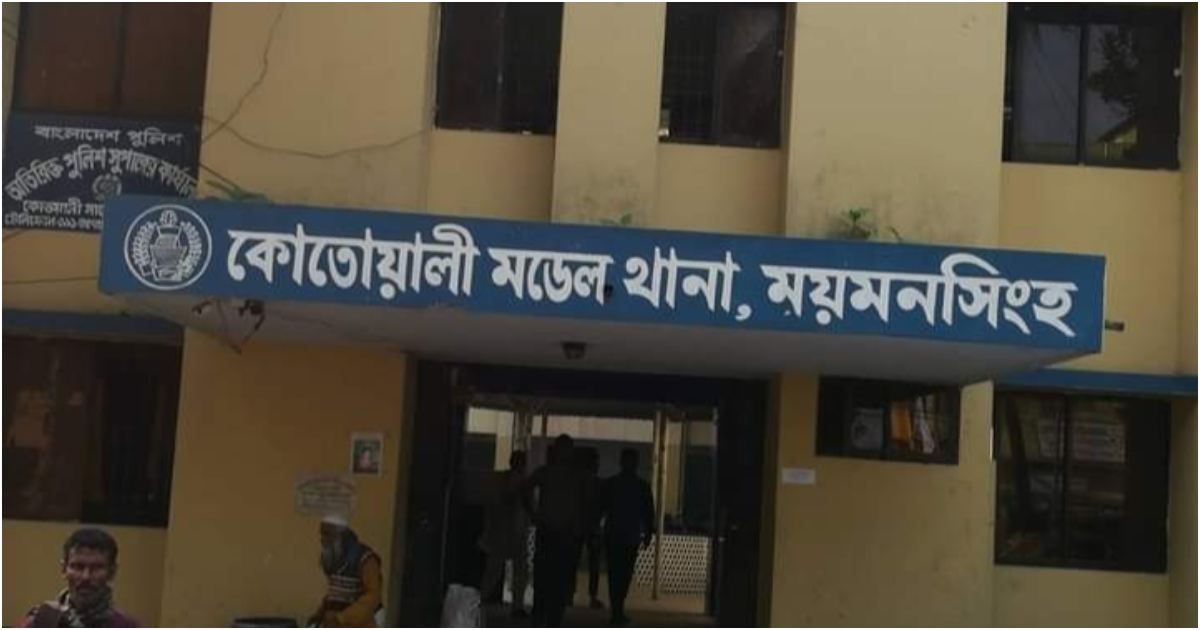 বাংলাদেশ পুলিশ
অতিরিক্ত পুলিশ সুপারের কার্যালয়
কোতোয়ালী
কোতোয়ালী মডেল থানা, ময়মনসিংহ